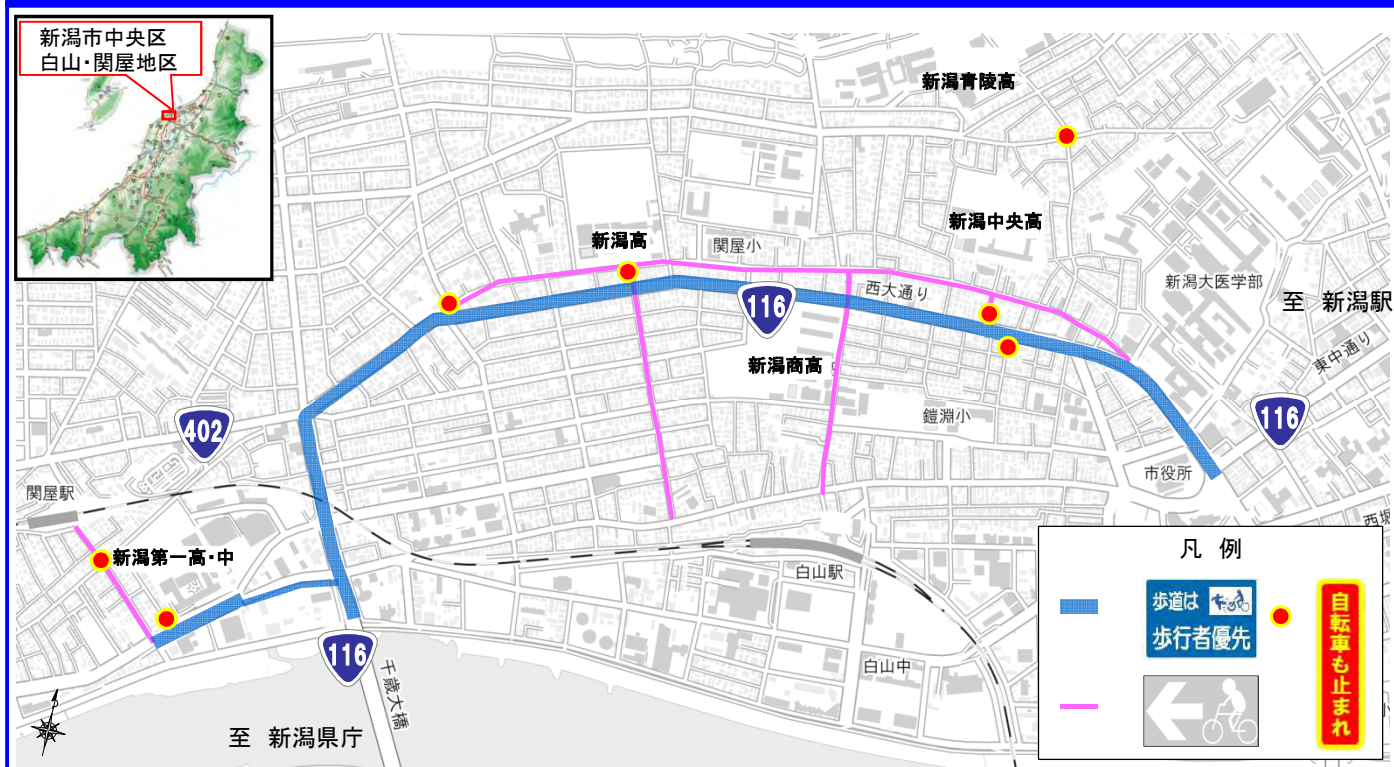 新潟市中央区
白山・関屋地区
新潟青陵高
新潟中央高
新潟高
関屋小
新潟大医学部
西大通り
116
至 新潟駅
東中通り
新潟商高
鎧淵小
402
116
市役所
関屋駅
西堀
新潟第一高・中
白山駅
116
千歳大橋
白山中
至 新潟県庁
凡 例
歩道は
歩行者優先
自転車も止まれ
小